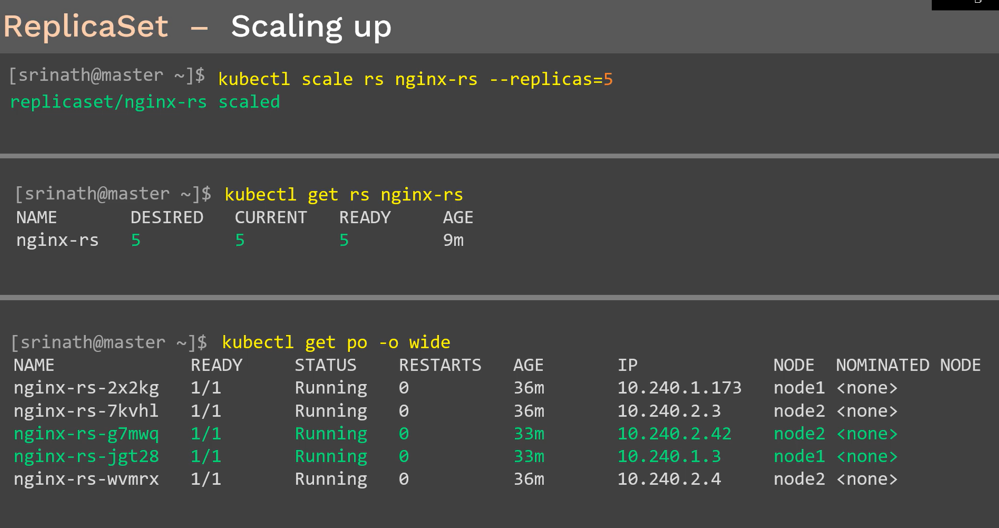 ReplicaSet – Scaling up
[srinath@master ~]$ kubectl scale rs nginx-rs --replicas=5
replicaset/nginx-rs scaled
[srinath@master ~]$ kubectl get rs nginx-rs
NAME DESIRED CURRENT READY AGE
nginx-rs 5 5 5 9m
[srinath@master ~]$ kubectl get po -o wide
NAME READY STATUS RESTARTS AGE IP NODE NOMINATED NODE
nginx-rs-2x2kg 1/1 Running 0 36m 10.240.1.173 node1 <none>
nginx-rs-7kvhl 1/1 Running 0 36m 10.240.2.3 node2 <none>
nginx-rs-g7mwq 1/1 Running 0 33m 10.240.2.42 node2 <none>
nginx-rs-jgt28 1/1 Running 0 33m 10.240.1.3 node1 <none>
nginx-rs-wvmrx 1/1 Running 0 36m 10.240.2.4 node2 <none>